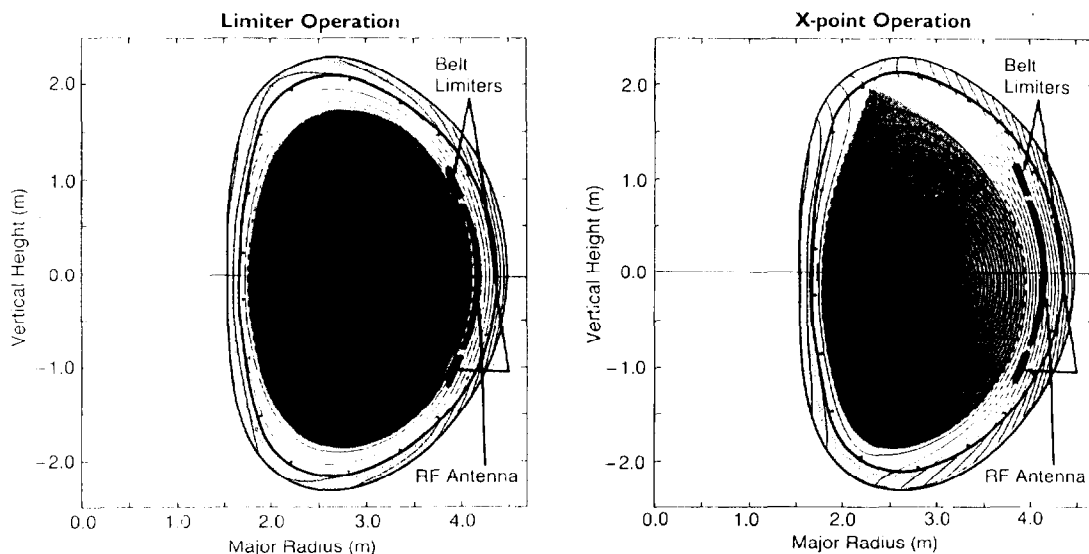 Limiter Operation
X-point Operation
Belt
Limiters
RF Antenna
Vertical Height (m)
2.0
1.0
0.0
−1.0
−2.0
0.0
1.0
2.0
3.0
4.0
Major Radius (m)
Belt
Limiters
RF Antenna
Vertical Height (m)
2.0
1.0
0.0
−1.0
−2.0
0.0
1.0
2.0
3.0
4.0
Major Radius (m)